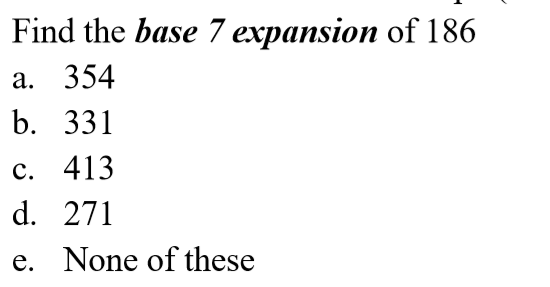 Find the base 7 expansion of 186
a. 354
b. 331
c. 413
d. 271
e. None of these